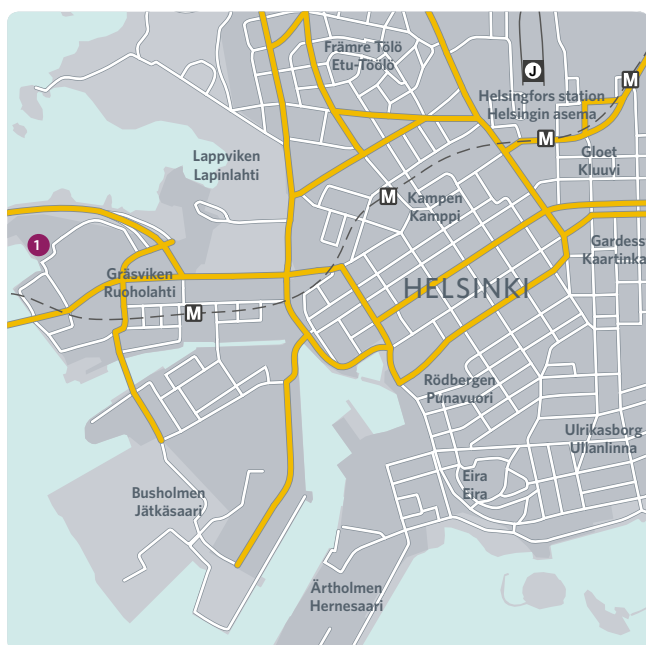 Främre Tölö
Etu-Töölö
J
M
Helsingfors station
Helsingin asema
M
Gloet
Kluuvi
Lappviken
Lapinlahti
M
Kampen
Kamppi
1
Gardesst
Kaartinka
Gräsviken
Ruoholahti
HELSINKI
M
Rödbergen
Punavuori
Ulrikasborg
Ullanlinna
Eira
Eira
Busholmen
Jätkäsaari
Ärtholmen
Hernesaari